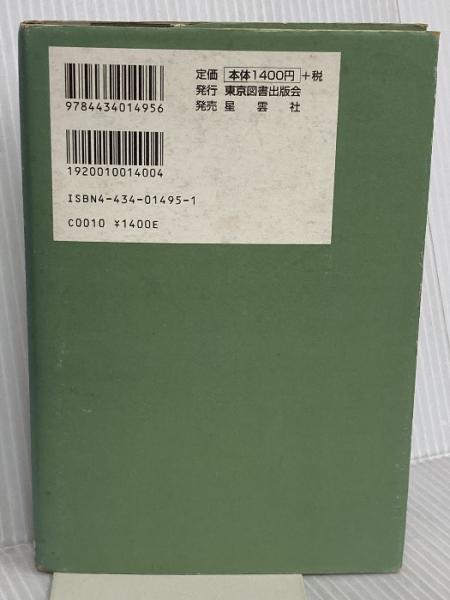 9784434014956
1920010014004
ISBN4-434-01495-1
C0010 ¥1400E
定価 本体1400円 +税
発行 東京図書出版会
発売 星雲社